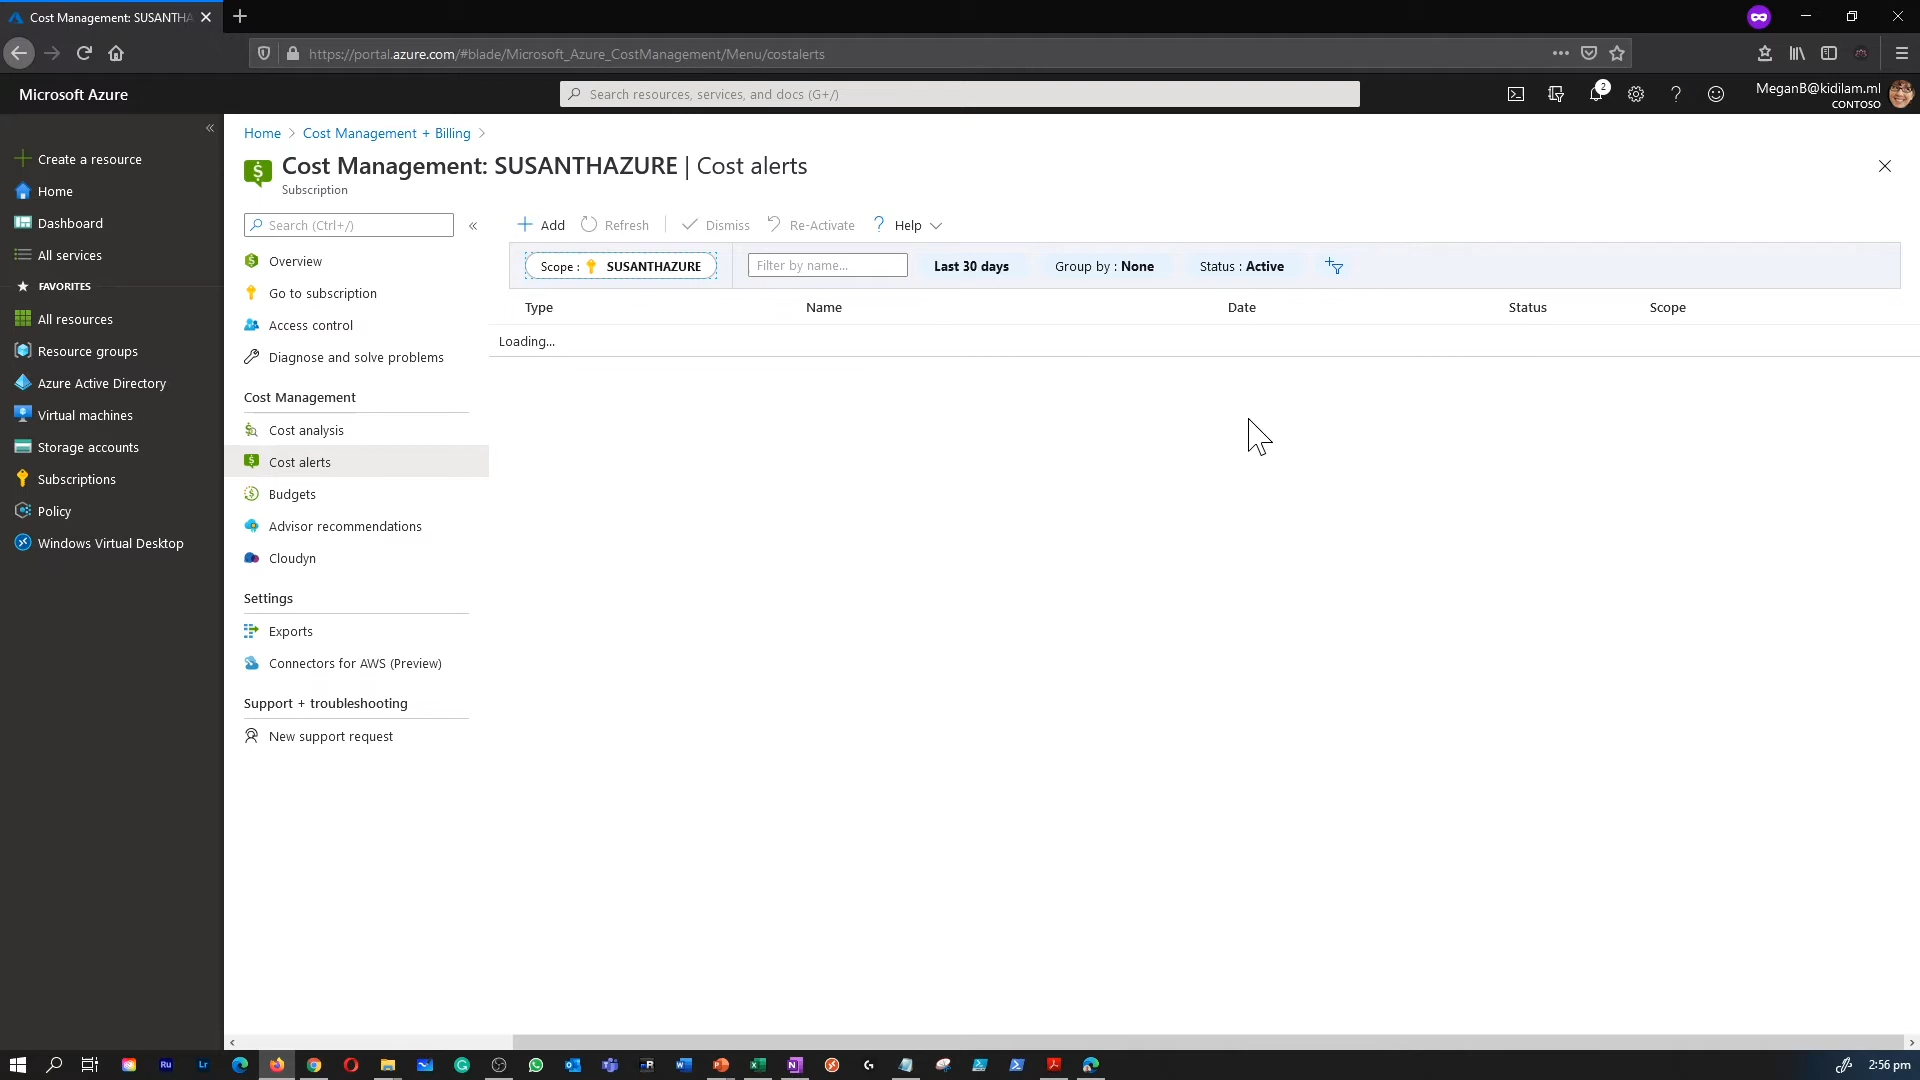 Cost Management: SUSANTHA
https://portal.azure.com/#blade/Microsoft_Azure_CostManagement/Menu/costalerts
Microsoft Azure
Search resources, services, and docs (G+/)
2
MeganB@kidilam.ml
CONTOSO
Create a resource
Home
Dashboard
All services
FAVORITES
All resources
Resource groups
Azure Active Directory
Virtual machines
Storage accounts
Subscriptions
Policy
Windows Virtual Desktop
Home > Cost Management + Billing >
Cost Management: SUSANTHAZURE | Cost alerts
Subscription
Search (Ctrl+/)
Overview
Go to subscription
Access control
Diagnose and solve problems
Cost Management
Cost analysis
Cost alerts
Budgets
Advisor recommendations
Cloudyn
Settings
Exports
Connectors for AWS (Preview)
Support + troubleshooting
New support request
Add Refresh Dismiss Re-Activate ? Help
Scope : SUSANTHAZURE Filter by name... Last 30 days Group by : None Status : Active
Type Name Date Status Scope
Loading...
2:56 pm